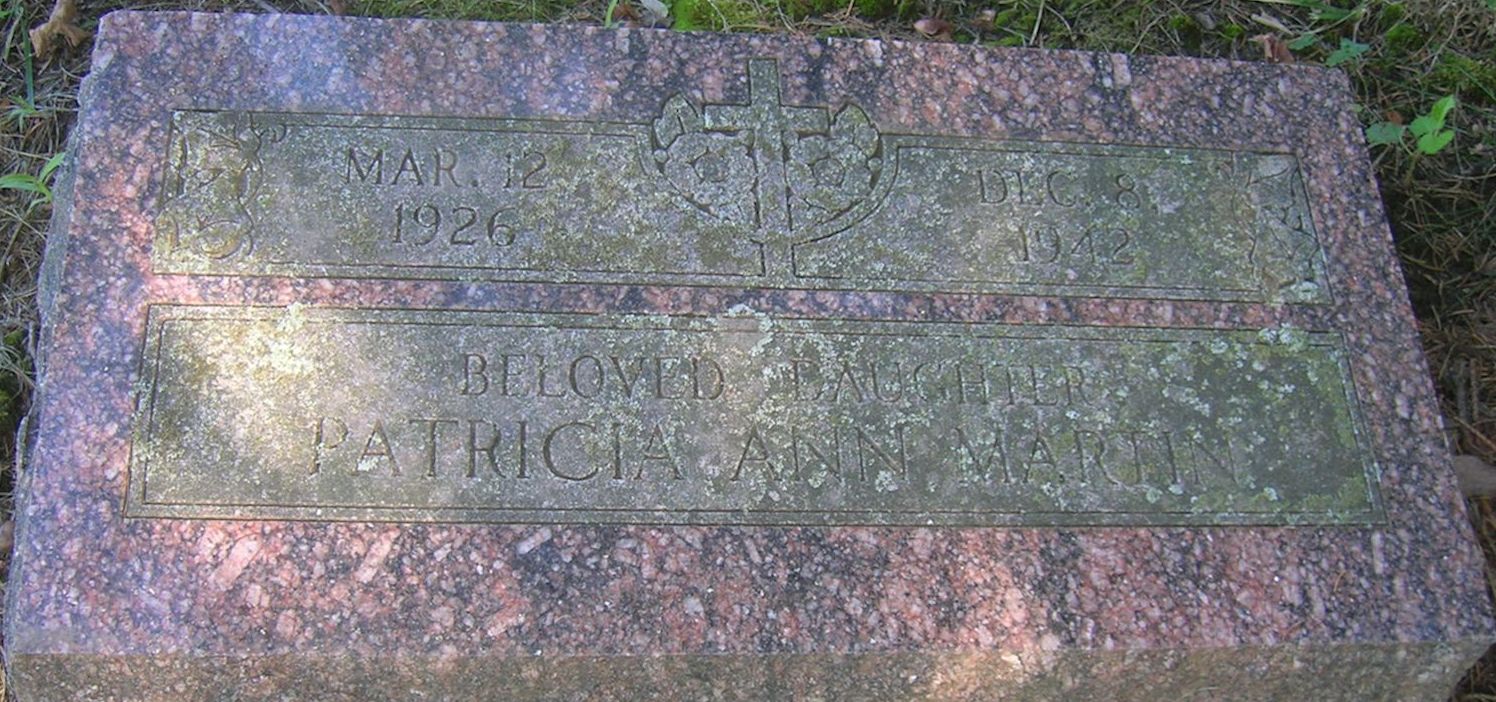 MAR. 12
1926
DEC. 8,
1942
BELOVED DAUGHTER
PATRICIA ANN MARTIN